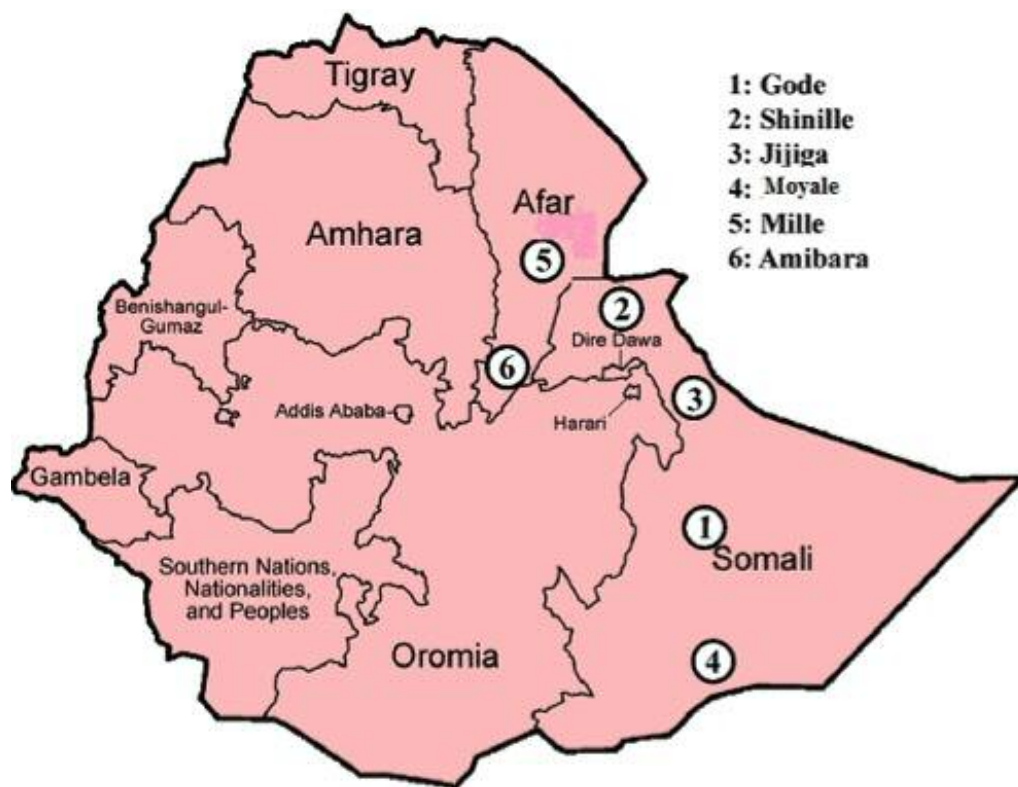 Tigray
1: Gode
2: Shinille
3: Jijiga
4: Moyale
5: Mille
6: Amibara
Afar
Amhara
5
2
Benishangul-
Gumaz
Dire Dawa
6
3
Addis Ababa
Harari
Gambela
1
Somali
Southern Nations,
Nationalities,
and Peoples
Oromia
4